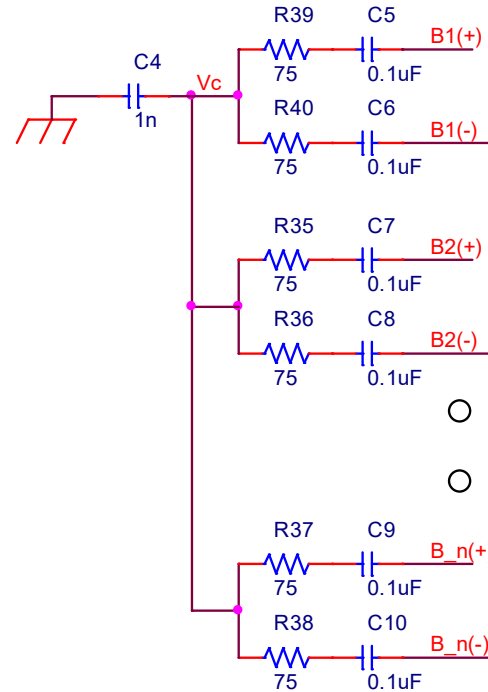 R39 C5 B1(+)
C4
Vc
75 0.1uF
1n
R40 C6 B1(-)
75 0.1uF
R35 C7 B2(+)
75 0.1uF
R36 C8 B2(-)
75 0.1uF
R37 C9 B_n(+
75 0.1uF
R38 C10 B_n(-)
75 0.1uF